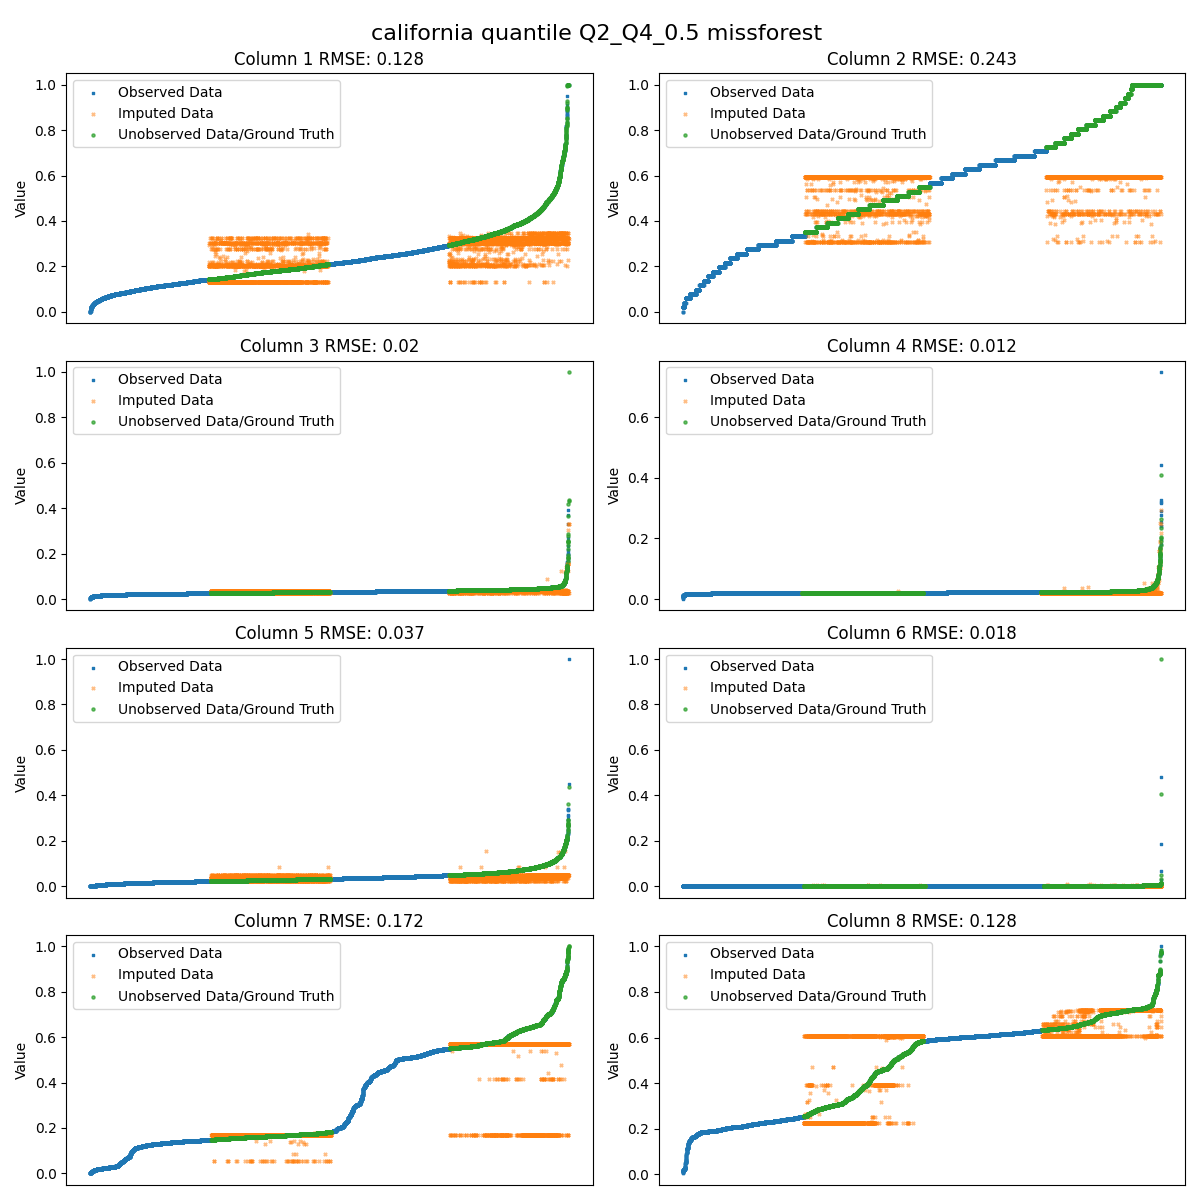 california quantile Q2_Q4_0.5 missforest
Column 1 RMSE: 0.128
1.0
0.8
0.6
0.4
0.2
0.0
Value
Observed Data
Imputed Data
Unobserved Data/Ground Truth
Column 2 RMSE: 0.243
1.0
0.8
0.6
0.4
0.2
0.0
Value
Observed Data
Imputed Data
Unobserved Data/Ground Truth
Column 3 RMSE: 0.02
1.0
0.8
0.6
0.4
0.2
0.0
Value
Observed Data
Imputed Data
Unobserved Data/Ground Truth
Column 4 RMSE: 0.012
0.6
0.4
0.2
0.0
Value
Observed Data
Imputed Data
Unobserved Data/Ground Truth
Column 5 RMSE: 0.037
1.0
0.8
0.6
0.4
0.2
0.0
Value
Observed Data
Imputed Data
Unobserved Data/Ground Truth
Column 6 RMSE: 0.018
1.0
0.8
0.6
0.4
0.2
0.0
Value
Observed Data
Imputed Data
Unobserved Data/Ground Truth
Column 7 RMSE: 0.172
1.0
0.8
0.6
0.4
0.2
0.0
Value
Observed Data
Imputed Data
Unobserved Data/Ground Truth
Column 8 RMSE: 0.128
1.0
0.8
0.6
0.4
0.2
0.0
Value
Observed Data
Imputed Data
Unobserved Data/Ground Truth